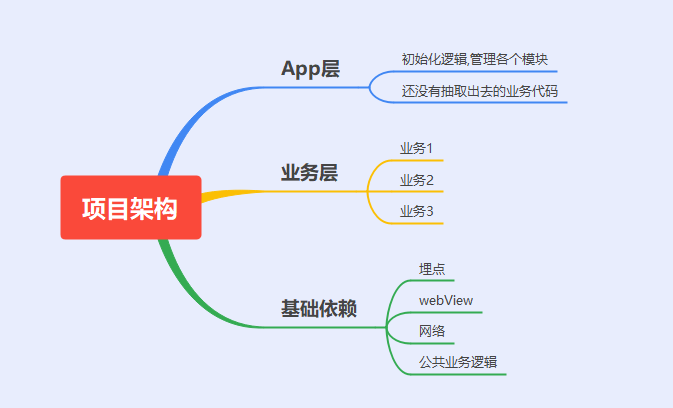 项目架构
App层
初始化逻辑,管理各个模块
还没有抽取出去的业务代码
业务层
业务1
业务2
业务3
基础依赖
埋点
webView
网络
公共业务逻辑